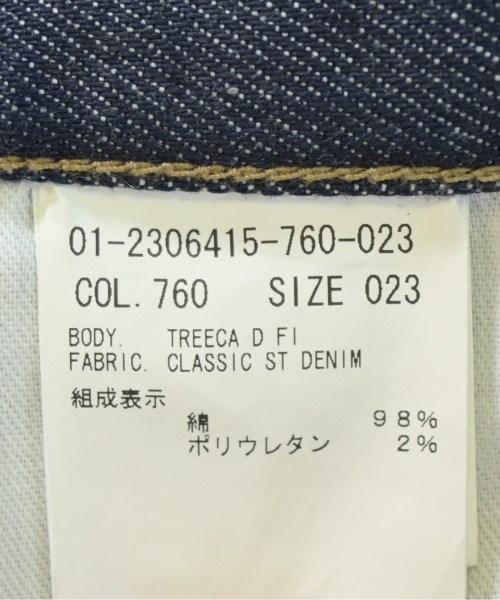 01-2306415-760-023
COL. 760 SIZE 023
BODY. TREECA D FI
FABRIC. CLASSIC ST DENIM
組成表示
綿 98%
ポリウレタン 2%